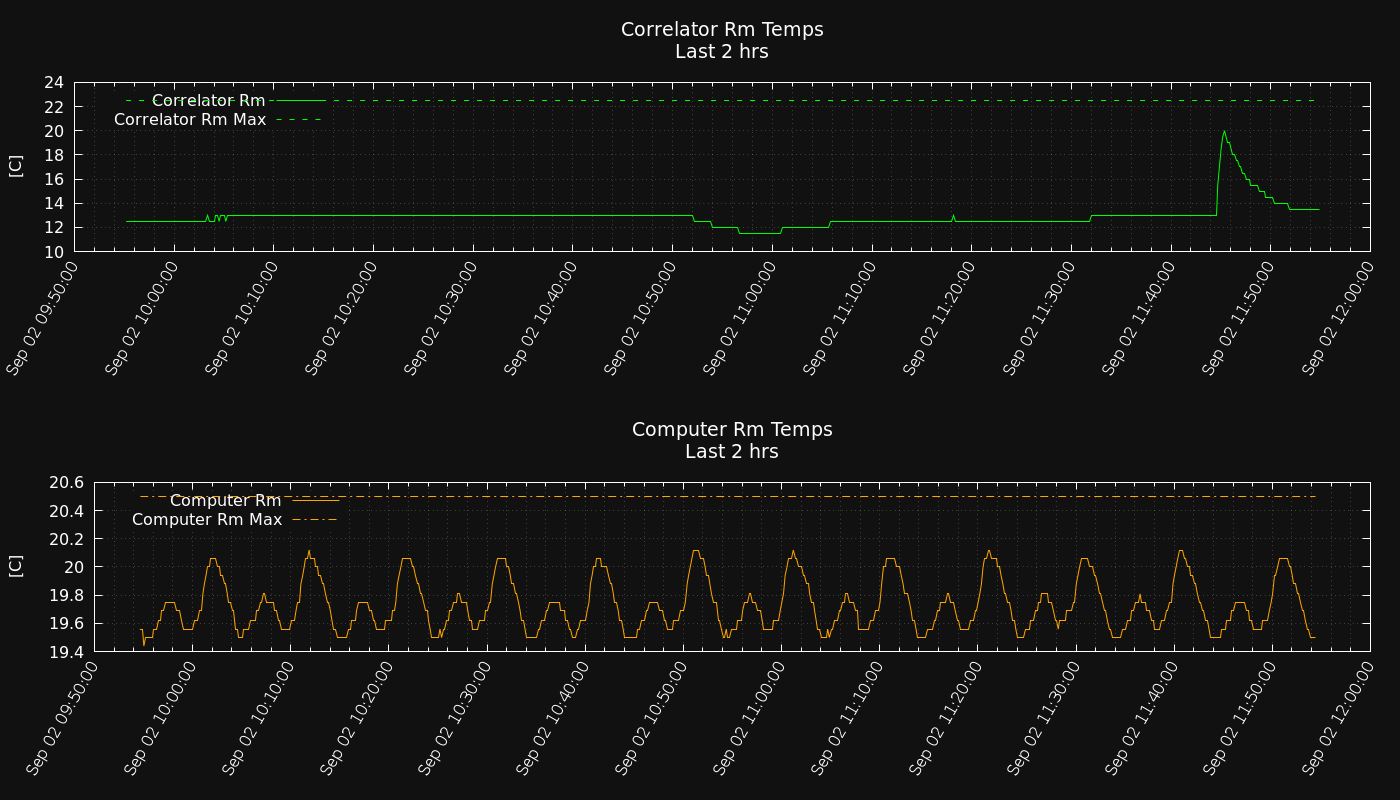 Correlator Rm Temps
Last 2 hrs
24
22
20
18
16
14
12
10
[C]
Correlator Rm
Correlator Rm Max
Sep 02 09:50:00
Sep 02 10:00:00
Sep 02 10:10:00
Sep 02 10:20:00
Sep 02 10:30:00
Sep 02 10:40:00
Sep 02 10:50:00
Sep 02 11:00:00
Sep 02 11:10:00
Sep 02 11:20:00
Sep 02 11:30:00
Sep 02 11:40:00
Sep 02 11:50:00
Sep 02 12:00:00
Computer Rm Temps
Last 2 hrs
20.6
20.4
20.2
20
19.8
19.6
19.4
[C]
Computer Rm
Computer Rm Max
Sep 02 09:50:00
Sep 02 10:00:00
Sep 02 10:10:00
Sep 02 10:20:00
Sep 02 10:30:00
Sep 02 10:40:00
Sep 02 10:50:00
Sep 02 11:00:00
Sep 02 11:10:00
Sep 02 11:20:00
Sep 02 11:30:00
Sep 02 11:40:00
Sep 02 11:50:00
Sep 02 12:00:00